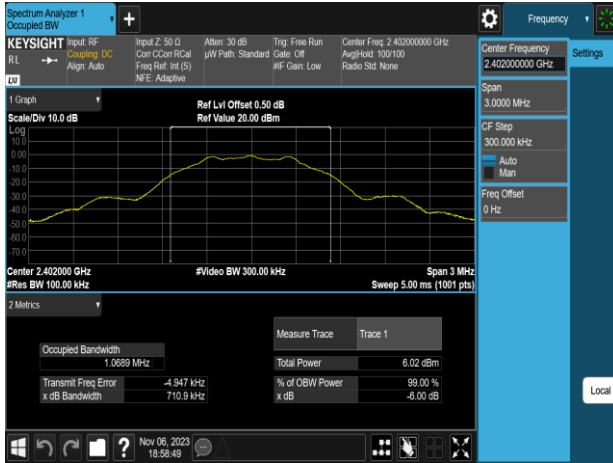 Spectrum Analyzer 1
Occupied BW
KEYSIGHT
RL
Input: RF
Coupling: DC
Align: Auto
Input Z: 50 Ω
Corr CCorr RCal
Freq Ref: Int (S)
NFE: Adaptive
Atten: 30 dB
µW Path: Standard
Trig: Free Run
Gate: Off
#IF Gain: Low
Center Freq: 2.402000000 GHz
Avg|Hold: 100/100
Radio Std: None
1 Graph
Scale/Div 10.0 dB
Ref Lvl Offset 0.50 dB
Ref Value 20.00 dBm
Log
10.0
0.00
-10.0
-20.0
-30.0
-40.0
-50.0
-60.0
-70.0
Center 2.402000 GHz
#Video BW 300.00 kHz
Span 3 MHz
#Res BW 100.00 kHz
Sweep 5.00 ms (1001 pts)
2 Metrics
Measure Trace Trace 1
Occupied Bandwidth
1.0689 MHz
Total Power 6.02 dBm
Transmit Freq Error -4.947 kHz
% of OBW Power 99.00 %
x dB Bandwidth 710.9 kHz
x dB -6.00 dB
Nov 06, 2023
18:58:49
Frequency
Center Frequency
2.402000000 GHz
Settings
Span
3.0000 MHz
CF Step
300.000 kHz
Auto
Man
Freq Offset
0 Hz
Local